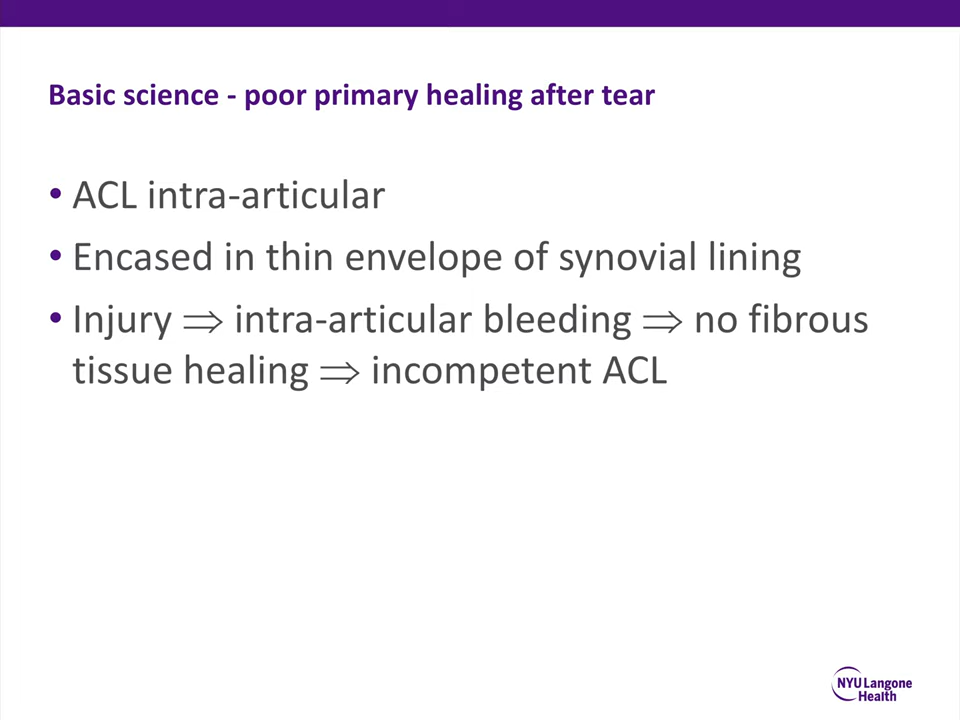 Basic science - poor primary healing after tear
• ACL intra-articular
• Encased in thin envelope of synovial lining
• Injury ⇒ intra-articular bleeding ⇒ no fibrous
tissue healing ⇒ incompetent ACL
NYU Langone
Health